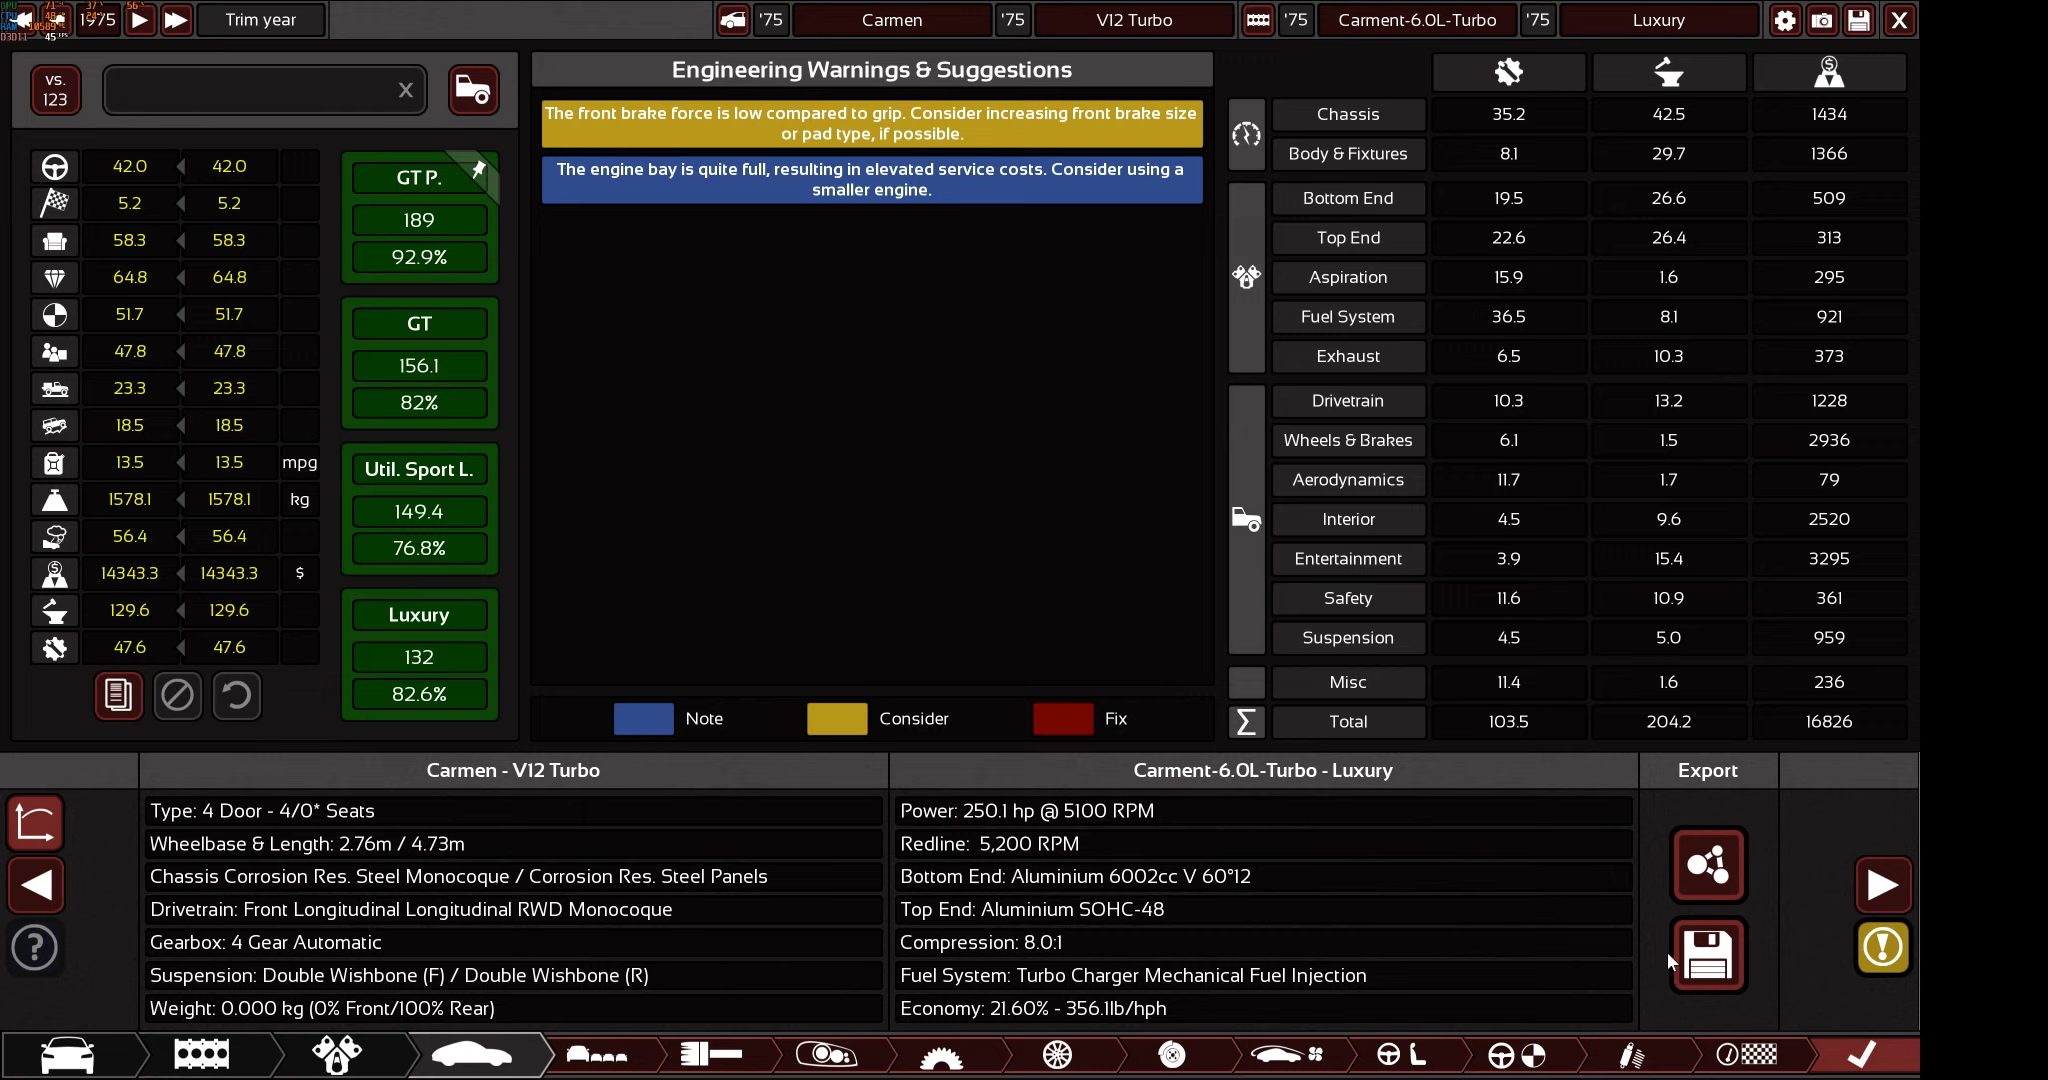 1975
Trim year
'75
Carmen
'75
V12 Turbo
'75
Carment-6.0L-Turbo
'75
Luxury
X
vs.
123
X
42.0 42.0
5.2 5.2
58.3 58.3
64.8 64.8
51.7 51.7
47.8 47.8
23.3 23.3
18.5 18.5
13.5 13.5 mpg
1578.1 1578.1 kg
56.4 56.4
14343.3 14343.3 $
129.6 129.6
47.6 47.6
GT P.
189
92.9%
GT
156.1
82%
Util. Sport L.
149.4
76.8%
Luxury
132
82.6%
Engineering Warnings & Suggestions
The front brake force is low compared to grip. Consider increasing front brake size
or pad type, if possible.
The engine bay is quite full, resulting in elevated service costs. Consider using a
smaller engine.
Note
Consider
Fix
Chassis 35.2 42.5 1434
Body & Fixtures 8.1 29.7 1366
Bottom End 19.5 26.6 509
Top End 22.6 26.4 313
Aspiration 15.9 1.6 295
Fuel System 36.5 8.1 921
Exhaust 6.5 10.3 373
Drivetrain 10.3 13.2 1228
Wheels & Brakes 6.1 1.5 2936
Aerodynamics 11.7 1.7 79
Interior 4.5 9.6 2520
Entertainment 3.9 15.4 3295
Safety 11.6 10.9 361
Suspension 4.5 5.0 959
Misc 11.4 1.6 236
Σ Total 103.5 204.2 16826
Carmen - V12 Turbo
Type: 4 Door - 4/0* Seats
Wheelbase & Length: 2.76m / 4.73m
Chassis Corrosion Res. Steel Monocoque / Corrosion Res. Steel Panels
Drivetrain: Front Longitudinal Longitudinal RWD Monocoque
Gearbox: 4 Gear Automatic
Suspension: Double Wishbone (F) / Double Wishbone (R)
Weight: 0.000 kg (0% Front/100% Rear)
Carment-6.0L-Turbo - Luxury
Power: 250.1 hp @ 5100 RPM
Redline: 5,200 RPM
Bottom End: Aluminium 6002cc V 60°12
Top End: Aluminium SOHC-48
Compression: 8.0:1
Fuel System: Turbo Charger Mechanical Fuel Injection
Economy: 21.60% - 356.1lb/hph
Export
?
!